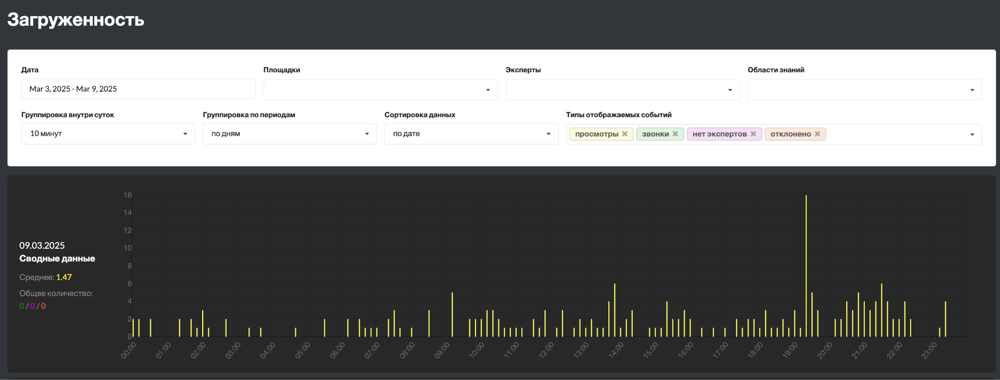 Загруженность
Дата
Площадки
Эксперты
Области знаний
Mar 3, 2025 - Mar 9, 2025
Группировка внутри суток
Группировка по периодам
Сортировка данных
Типы отображаемых событий
10 минут
по дням
по дате
просмотры ✖ звонки ✖ нет экспертов ✖ отклонено ✖
09.03.2025
Сводные данные
Среднее: 1.47
Общее количество:
0 / 0 / 0
16
14
12
10
8
6
4
2
0
00:00 01:00 02:00 03:00 04:00 05:00 06:00 07:00 08:00 09:00 10:00 11:00 12:00 13:00 14:00 15:00 16:00 17:00 18:00 19:00 20:00 21:00 22:00 23:00